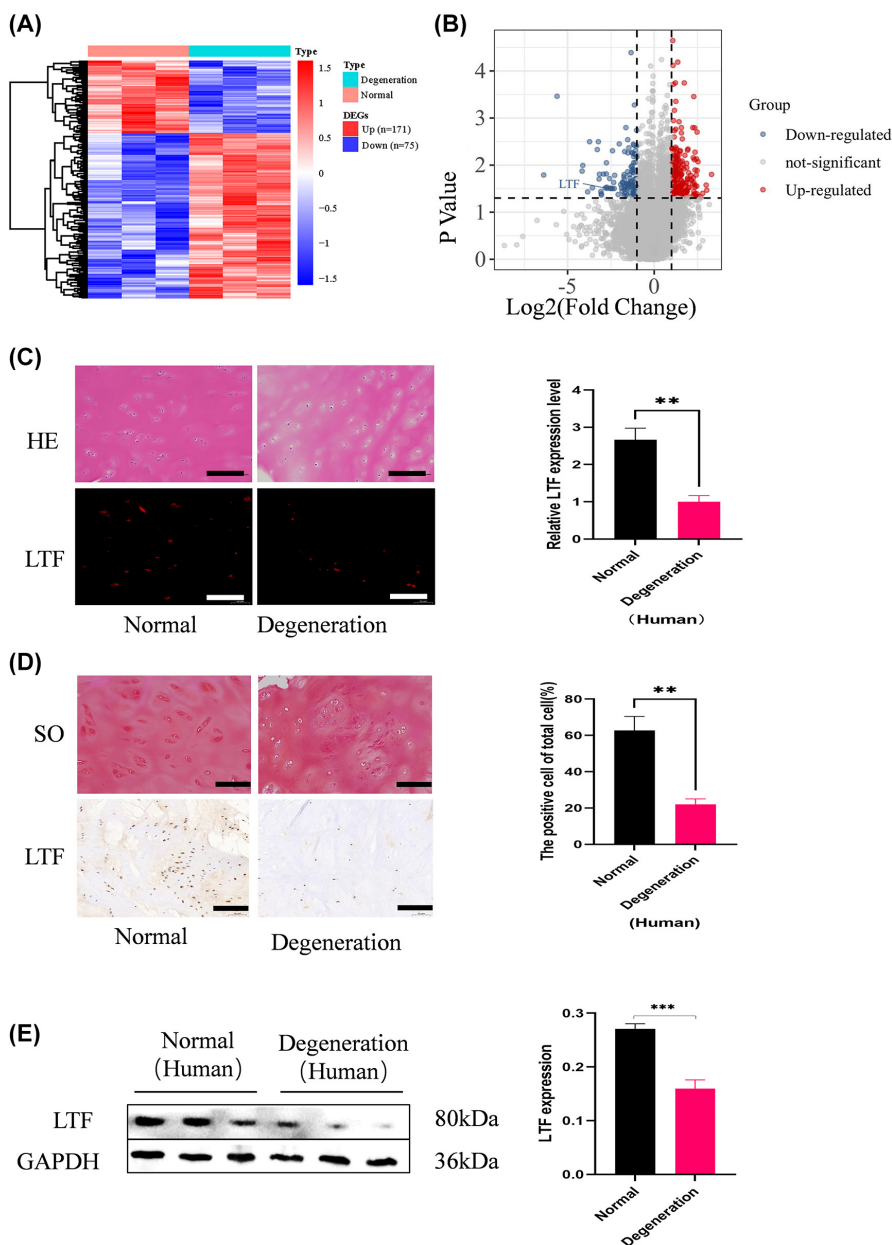 (A)
Type
1.5
1
0.5
0
−0.5
−1
−1.5
Type
Degeneration
Normal
DEGs
Up (n=171)
Down (n=75)
(B)
P Value
4
3
2
1
0
LTF
-5
0
Log2(Fold Change)
Group
Down-regulated
not-significant
Up-regulated
(C)
HE
LTF
Normal
Degeneration
Relative LTF expression level
4
3
2
1
0
**
Normal
Degeneration
(Human)
(D)
SO
LTF
Normal
Degeneration
The positive cell of total cell(%)
80
60
40
20
0
**
Normal
Degeneration
(Human)
(E)
Normal
(Human)
Degeneration
(Human)
LTF
80kDa
GAPDH
36kDa
LTF expression
0.3
0.2
0.1
0.0
***
Normal
Degeneration